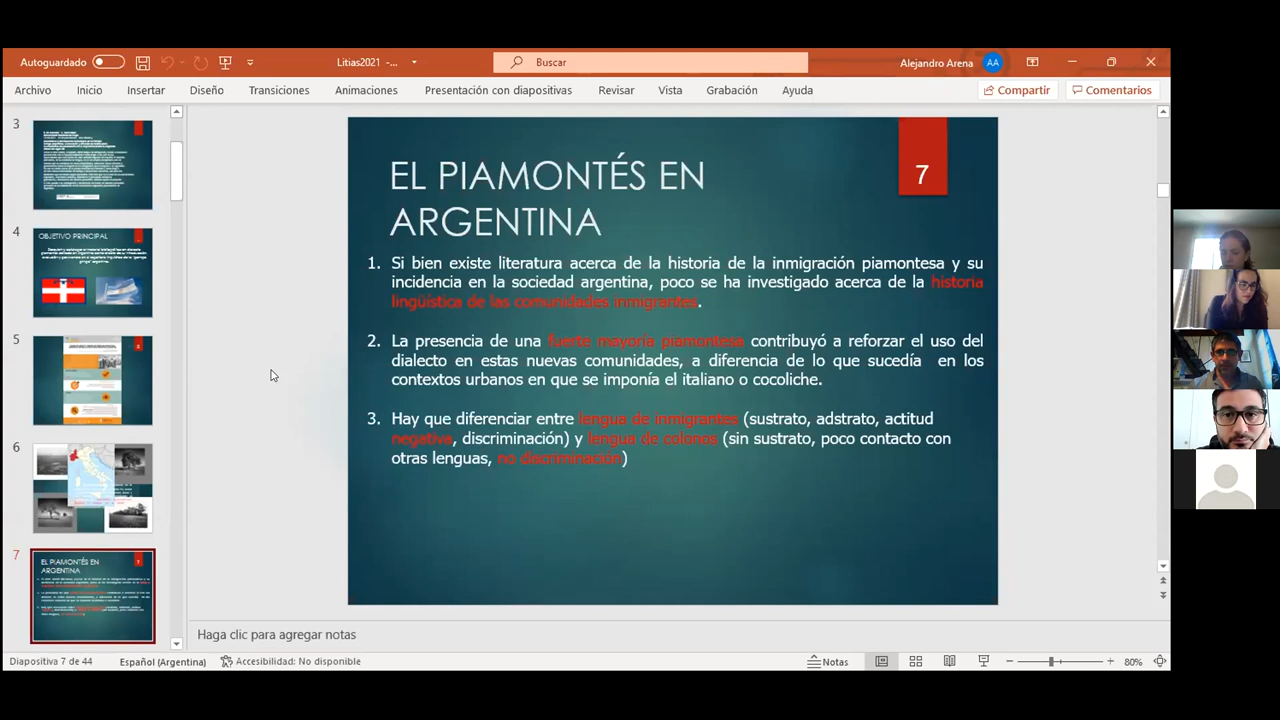 Autoguardado
Litias2021 -...
Buscar
Alejandro Arena
AA
Archivo
Inicio
Insertar
Diseño
Transiciones
Animaciones
Presentación con diapositivas
Revisar
Vista
Grabación
Ayuda
Compartir
Comentarios
3
4
OBJETIVO PRINCIPAL
5
6
7
EL PIAMONTÉS EN
ARGENTINA
7
EL PIAMONTÉS EN
ARGENTINA
7
1. Si bien existe literatura acerca de la historia de la inmigración piamontesa y su
incidencia en la sociedad argentina, poco se ha investigado acerca de la historia
lingüística de las comunidades inmigrantes.
2. La presencia de una fuerte mayoría piamontesa contribuyó a reforzar el uso del
dialecto en estas nuevas comunidades, a diferencia de lo que sucedía en los
contextos urbanos en que se imponía el italiano o cocoliche.
3. Hay que diferenciar entre lengua de inmigrantes (sustrato, adstrato, actitud
negativa, discriminación) y lengua de colonos (sin sustrato, poco contacto con
otras lenguas, no discriminación)
Haga clic para agregar notas
Diapositiva 7 de 44
Español (Argentina)
Accesibilidad: No disponible
Notas
80%